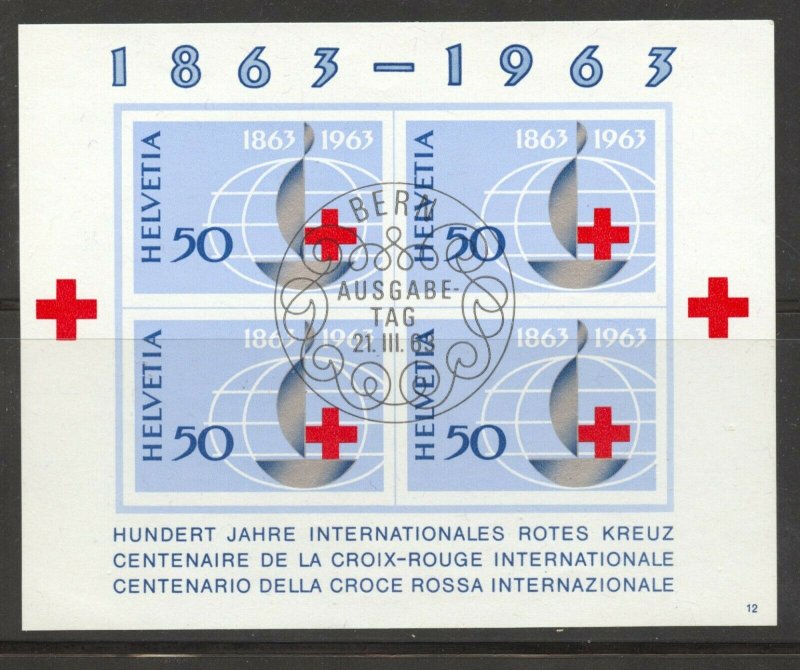 1863-1963
1863 1963
HELVETIA
50
1863 1963
HELVETIA
50
BERN
AUSGABE-
TAG
21. III. 63
1863 1963
HELVETIA
50
1863 1963
HELVETIA
50
HUNDERT JAHRE INTERNATIONALES ROTES KREUZ
CENTENAIRE DE LA CROIX-ROUGE INTERNATIONALE
CENTENARIO DELLA CROCE ROSSA INTERNAZIONALE
12